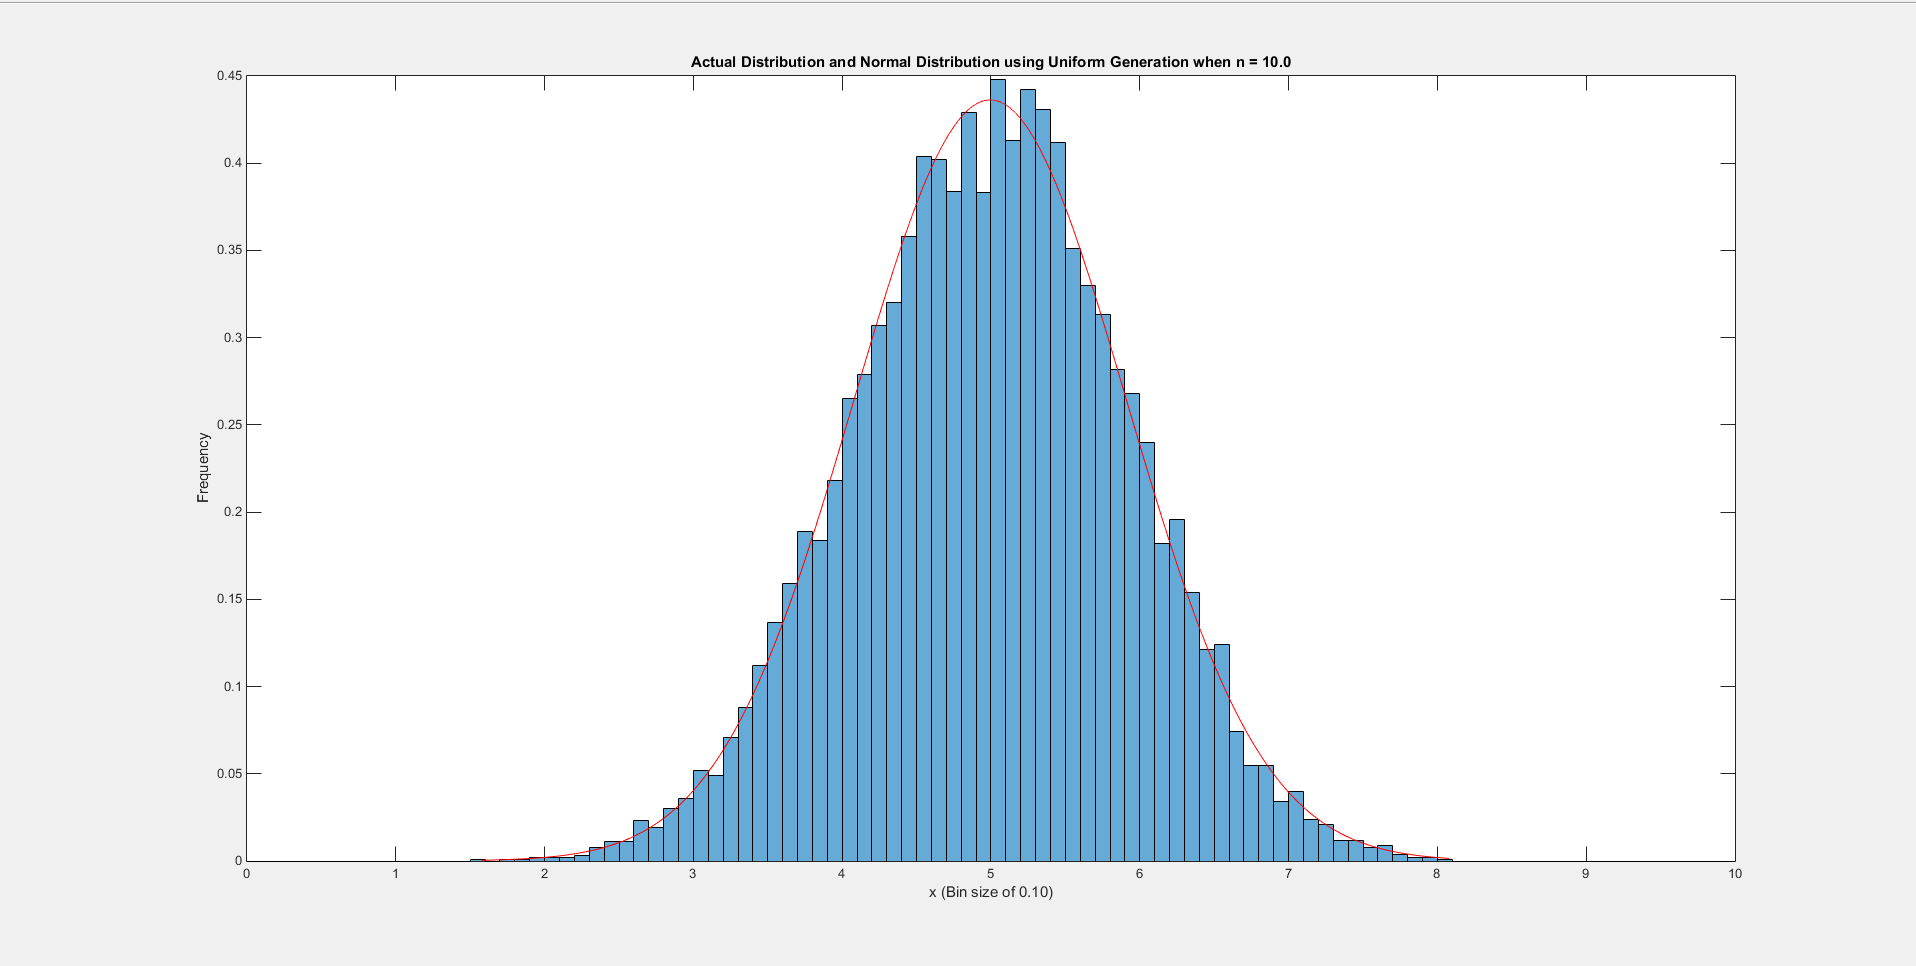 Actual Distribution and Normal Distribution using Uniform Generation when n = 10.0
0.45
0.4
0.35
0.3
0.25
0.2
0.15
0.1
0.05
0
Frequency
0 1 2 3 4 5 6 7 8 9 10
x (Bin size of 0.10)